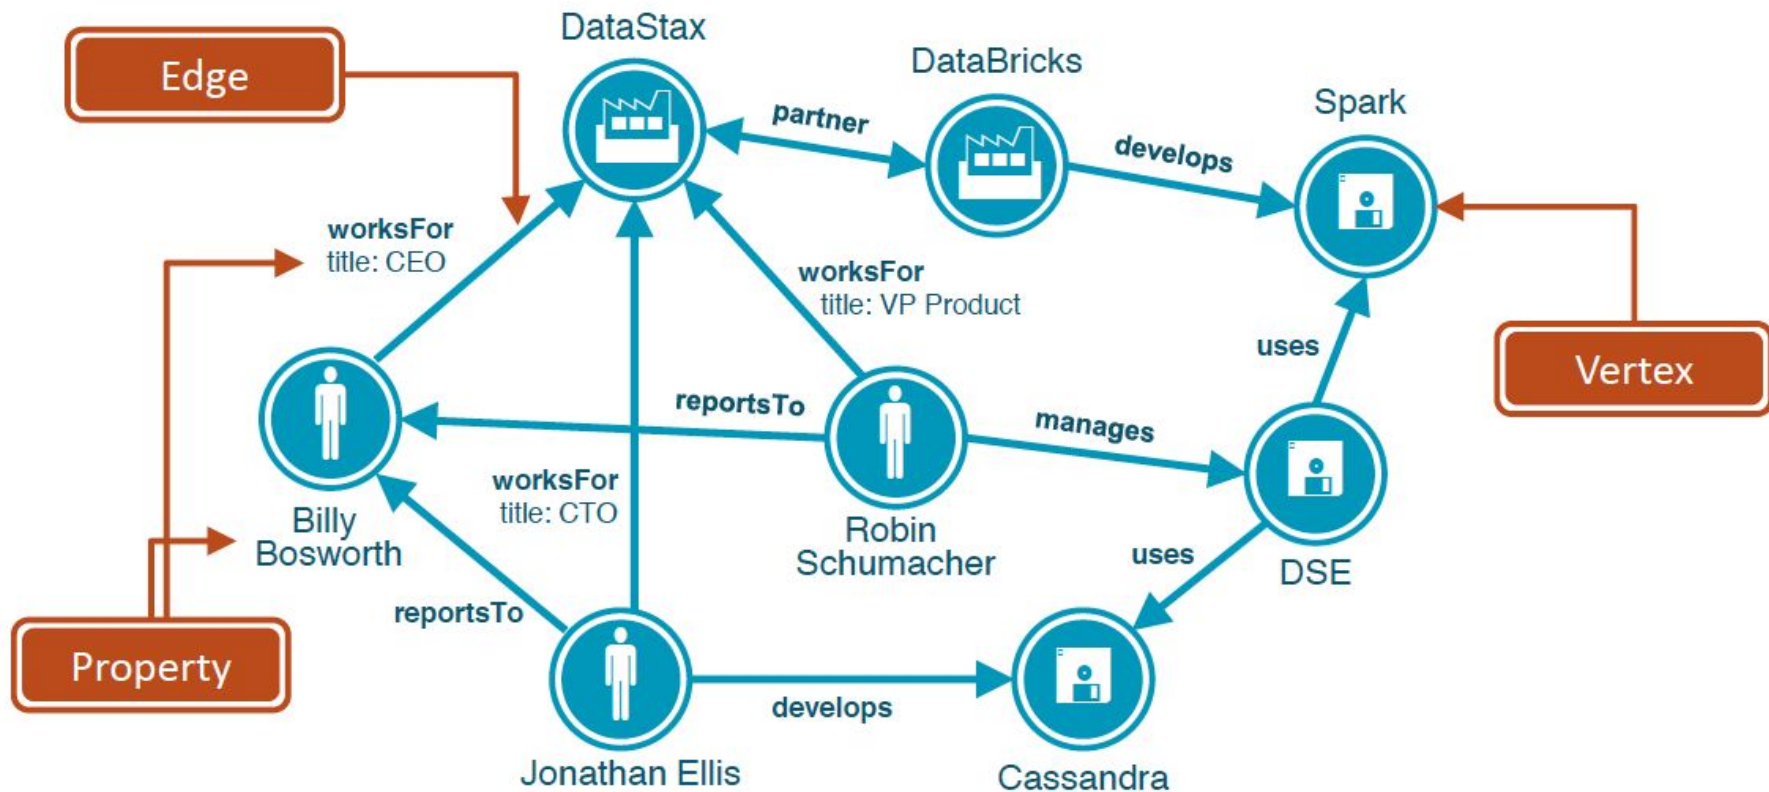 DataStax
Edge
DataBricks
Spark
partner
develops
worksFor
title: CEO
worksFor
title: VP Product
uses
Vertex
reportsTo
manages
worksFor
title: CTO
Billy
Bosworth
Robin
Schumacher
uses
DSE
reportsTo
Property
develops
Jonathan Ellis
Cassandra